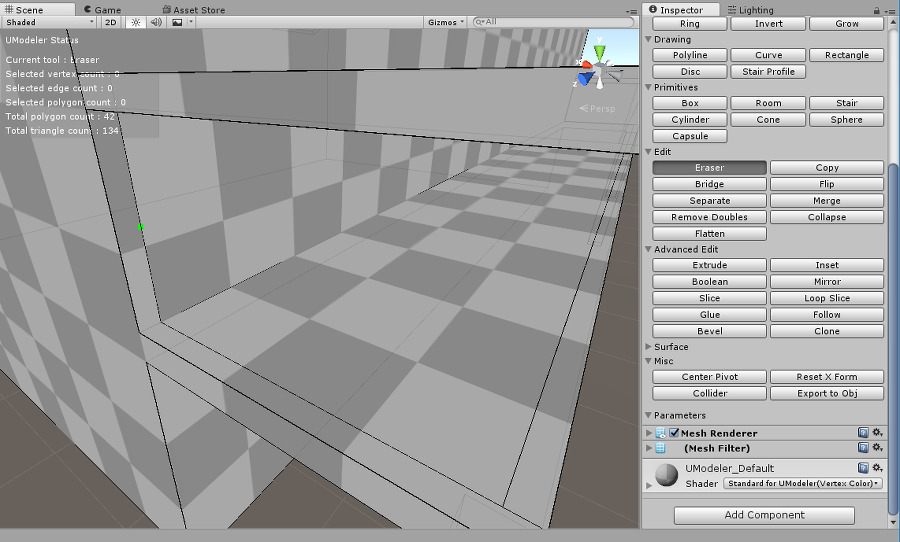 Scene Game Asset Store
Shaded 2D Gizmos All
UModeler Status
Current tool : Eraser
Selected vertex count : 0
Selected edge count : 0
Selected polygon count : 0
Total polygon count : 42
Total triangle count : 134
y
x
z
Persp
Inspector Lighting
Ring Invert Grow
Drawing
Polyline Curve Rectangle
Disc Stair Profile
Primitives
Box Room Stair
Cylinder Cone Sphere
Capsule
Edit
Eraser Copy
Bridge Flip
Separate Merge
Remove Doubles Collapse
Flatten
Advanced Edit
Extrude Inset
Boolean Mirror
Slice Loop Slice
Glue Follow
Bevel Clone
Surface
Misc
Center Pivot Reset X Form
Collider Export to Obj
Parameters
Mesh Renderer
(Mesh Filter)
UModeler_Default
Shader Standard for UModeler(Vertex Color)
Add Component